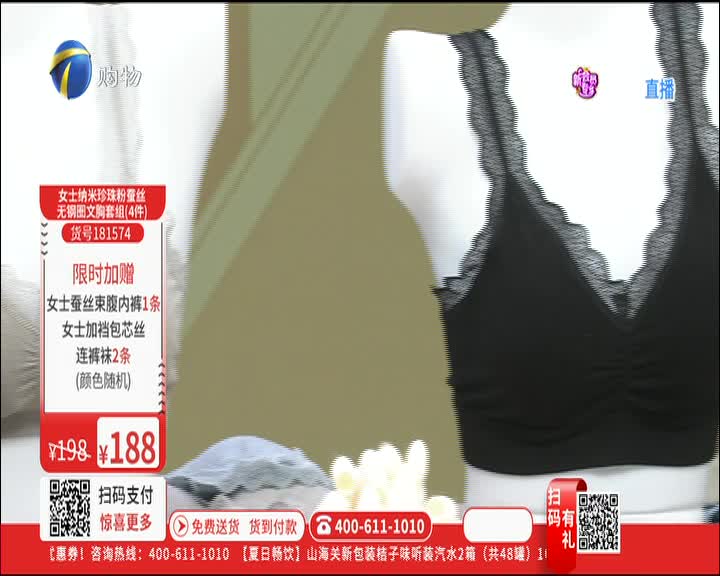 购物
新春购
直播
女士纳米珍珠粉蚕丝
无钢圈文胸套组(4件)
货号181574
限时加赠
女士蚕丝束腹内裤1条
女士加裆包芯丝
连裤袜2条
(颜色随机)
¥198
¥188
扫码支付
惊喜更多
免费送货 货到付款
400-611-1010
扫码有礼
优惠券！咨询热线：400-611-1010 【夏日畅饮】山海关新包装桔子味听装汽水2箱（共48罐）